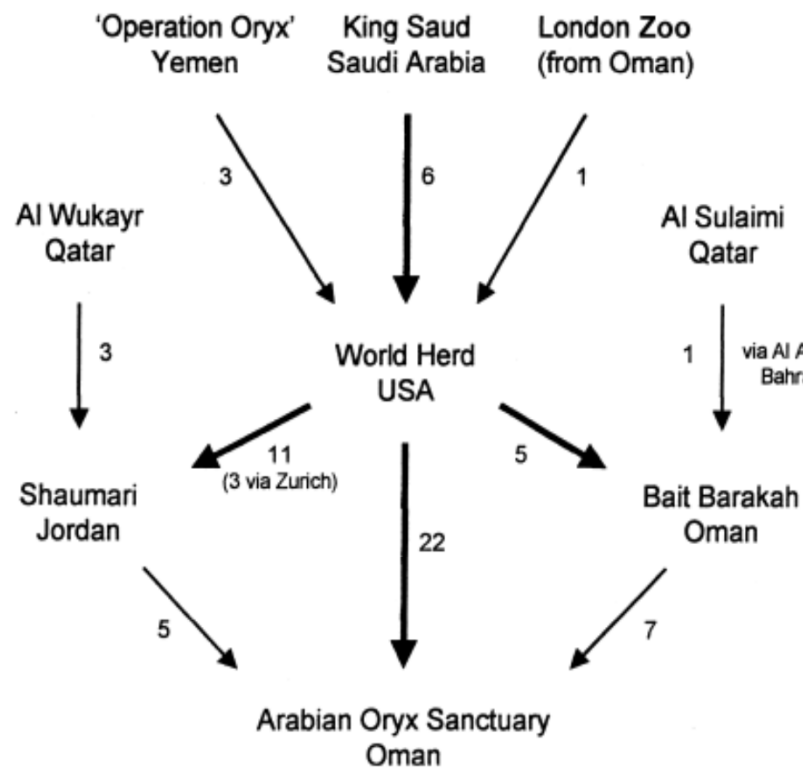 'Operation Oryx'
Yemen
King Saud
Saudi Arabia
London Zoo
(from Oman)
3
6
1
Al Wukayr
Qatar
Al Sulaimi
Qatar
3
World Herd
USA
1
via Al
11
(3 via Zurich)
5
Shaumari
Jordan
Bait Barakah
Oman
22
5
7
Arabian Oryx Sanctuary
Oman